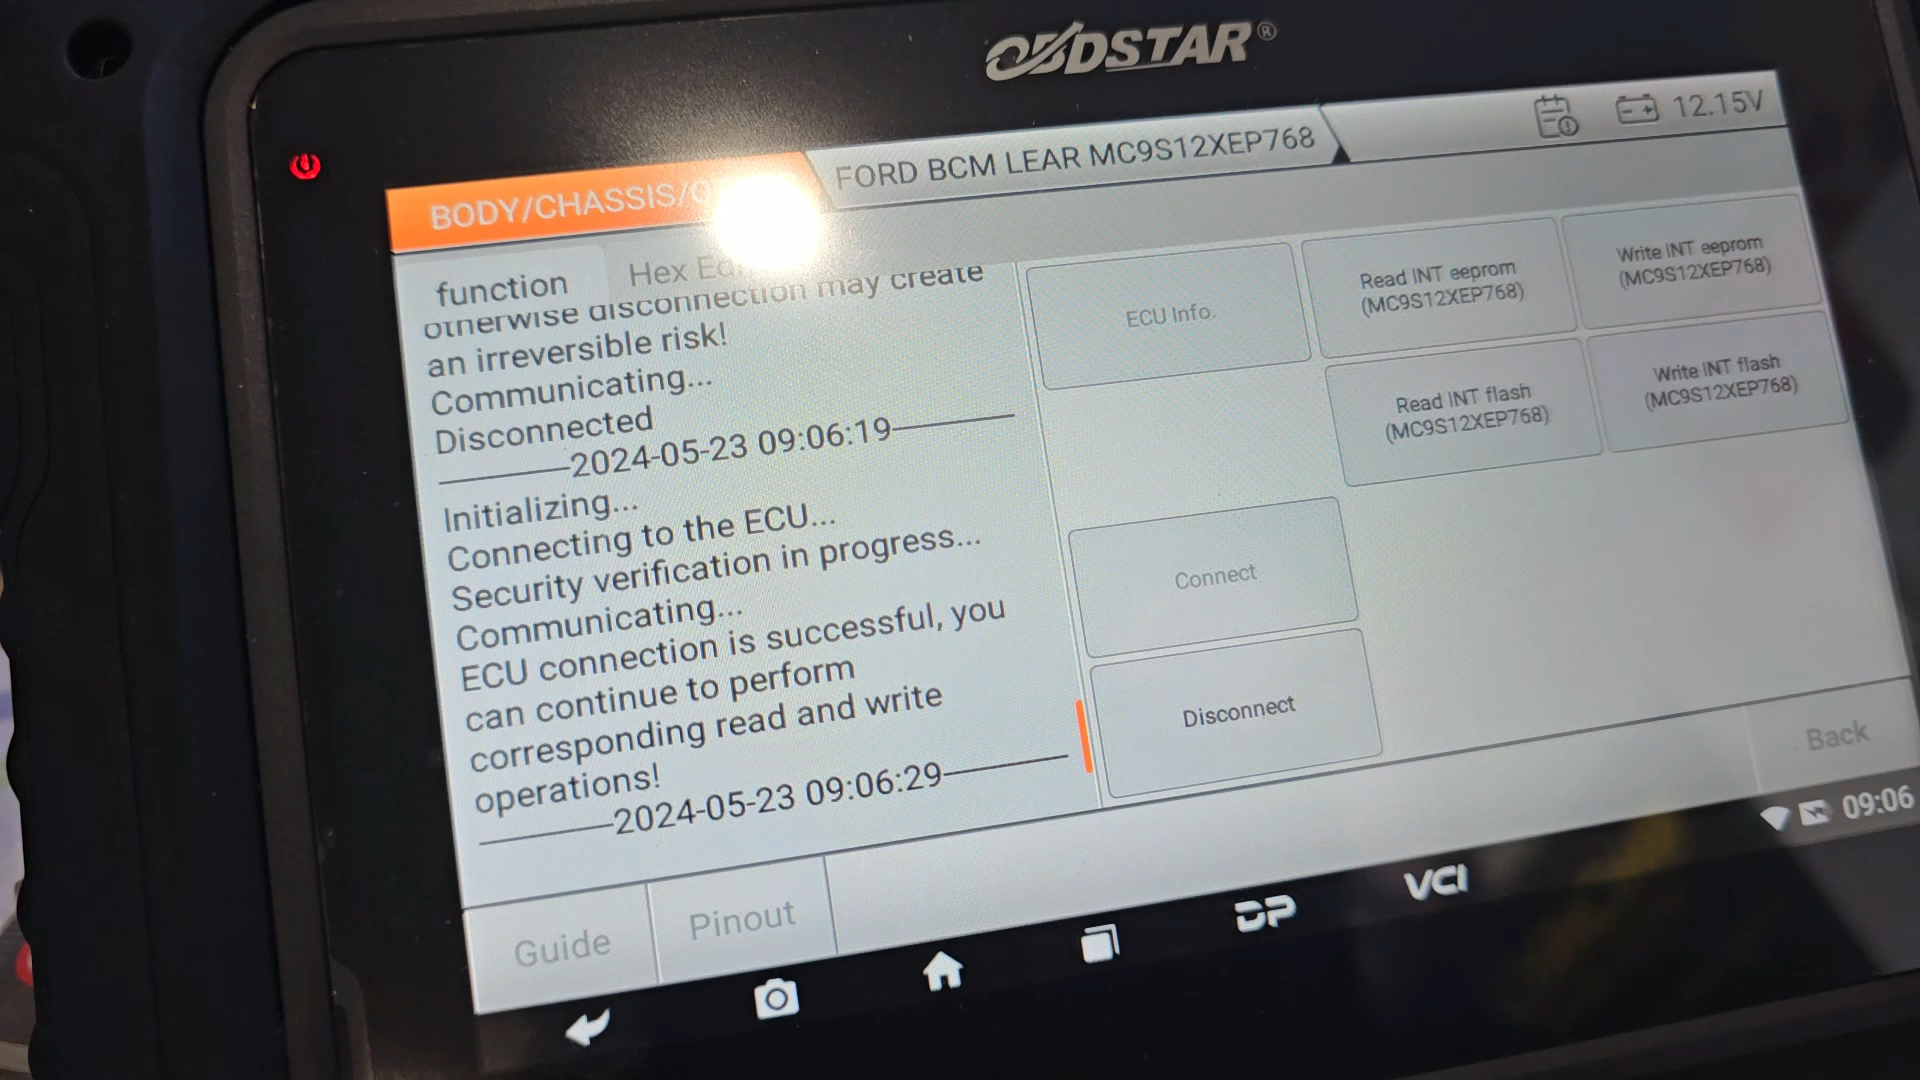 OBDSTAR®
12.15V
BODY/CHASSIS/
FORD BCM LEAR MC9S12XEP768
function
Hex
otherwise disconnection may create
an irreversible risk!
Communicating...
Disconnected
2024-05-23 09:06:19
Initializing...
Connecting to the ECU...
Security verification in progress...
Communicating...
ECU connection is successful, you
can continue to perform
corresponding read and write
operations!
2024-05-23 09:06:29
ECU Info.
Read INT eeprom
(MC9S12XEP768)
Write INT eeprom
(MC9S12XEP768)
Read INT flash
(MC9S12XEP768)
Write INT flash
(MC9S12XEP768)
Connect
Disconnect
Back
Guide
Pinout
09:06
DP
VCI